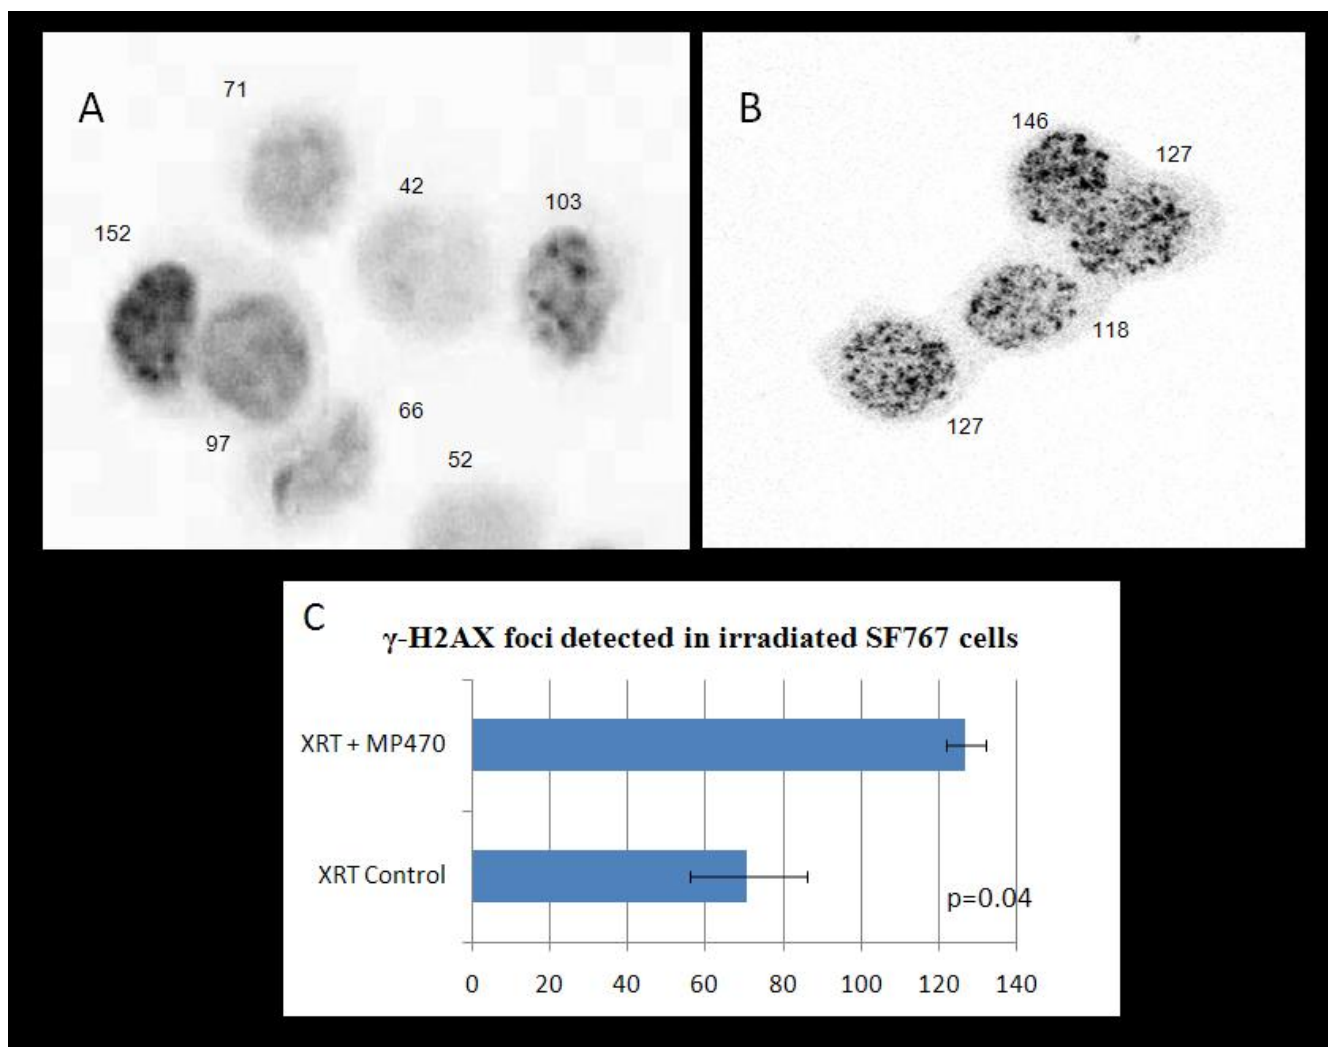 A
71
42
103
152
66
97
52
B
146
127
118
127
C
γ-H2AX foci detected in irradiated SF767 cells
XRT + MP470
XRT Control
p=0.04
0 20 40 60 80 100 120 140